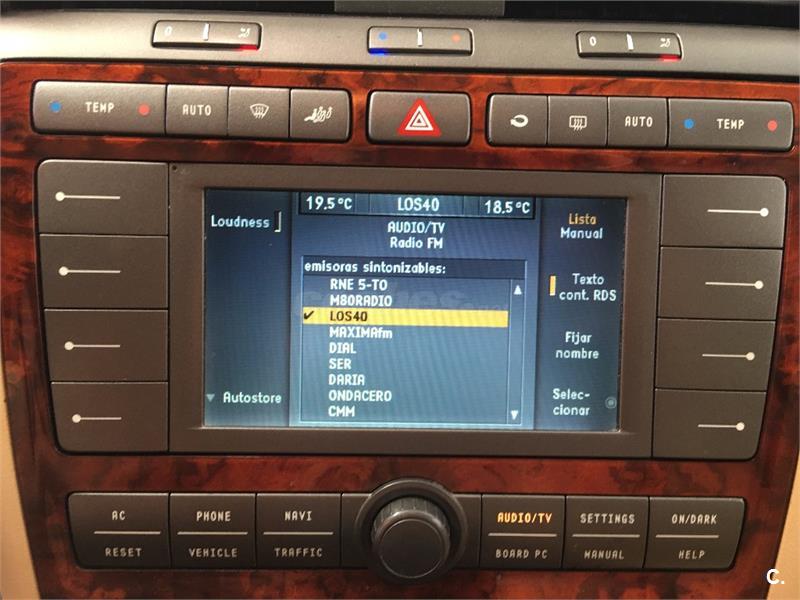 0
0
TEMP
AUTO
AUTO
TEMP
19.5 °C LOS40 18.5°C
Loudness
AUDIO/TV
Radio FM
Lista
Manual
emisoras sintonizables:
RNE 5-TO
M80RADIO
✔ LOS40
MAXIMAfm
DIAL
SER
DARIA
ONDACERO
CMM
Texto
cont. RDS
Fijar
nombre
Autostore
Selec-
cionar
AC
RESET
PHONE
VEHICLE
NAVI
TRAFFIC
AUDIO/TV
BOARD PC
SETTINGS
MANUAL
ON/DARK
HELP
C.